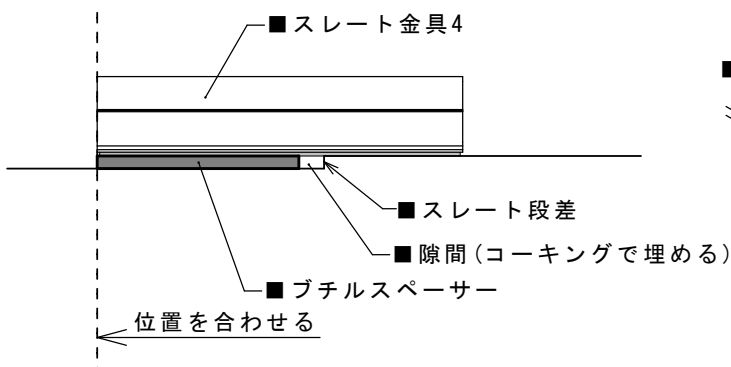 ■スレート金具4
■
■スレート段差
■隙間(コーキングで埋める)
■ブチルスペーサー
位置を合わせる